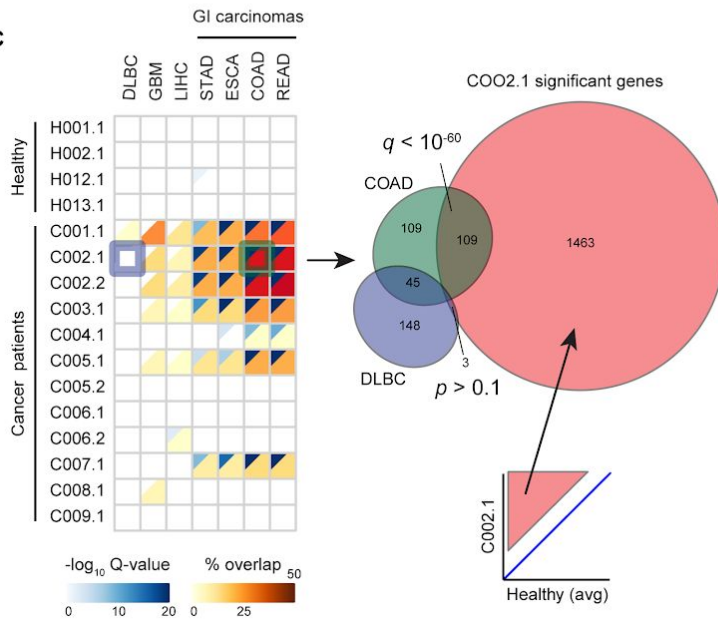 c
GI carcinomas
DLBC
GBM
LIHC
STAD
ESCA
COAD
READ
Healthy
H001.1
H002.1
H012.1
H013.1
Cancer patients
C001.1
C002.1
C002.2
C003.1
C004.1
C005.1
C005.2
C006.1
C006.2
C007.1
C008.1
C009.1
-log10 Q-value
0 10 20
% overlap
50
0 25
COO2.1 significant genes
q < 10-60
COAD
109
109
1463
45
148
3
DLBC
p > 0.1
C002.1
Healthy (avg)